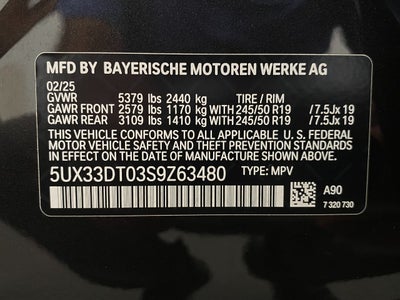 MFD BY BAYERISCHE MOTOREN WERKE AG
02/25
GVWR 5379 lbs 2440 kg TIRE / RIM
GAWR FRONT 2579 lbs 1170 kg WITH 245/50 R19 / 7.5Jx 19
GAWR REAR 3109 lbs 1410 kg WITH 245/50 R19 / 7.5Jx 19
THIS VEHICLE CONFORMS TO ALL APPLICABLE U. S. FEDERAL
MOTOR VEHICLE SAFETY AND THEFT PREVENTION STANDARDS
IN EFFECT ON THE DATE OF MANUFACTURE SHOWN ABOVE
5UX33DT03S9Z63480 TYPE: MPV
A90
7 320 730